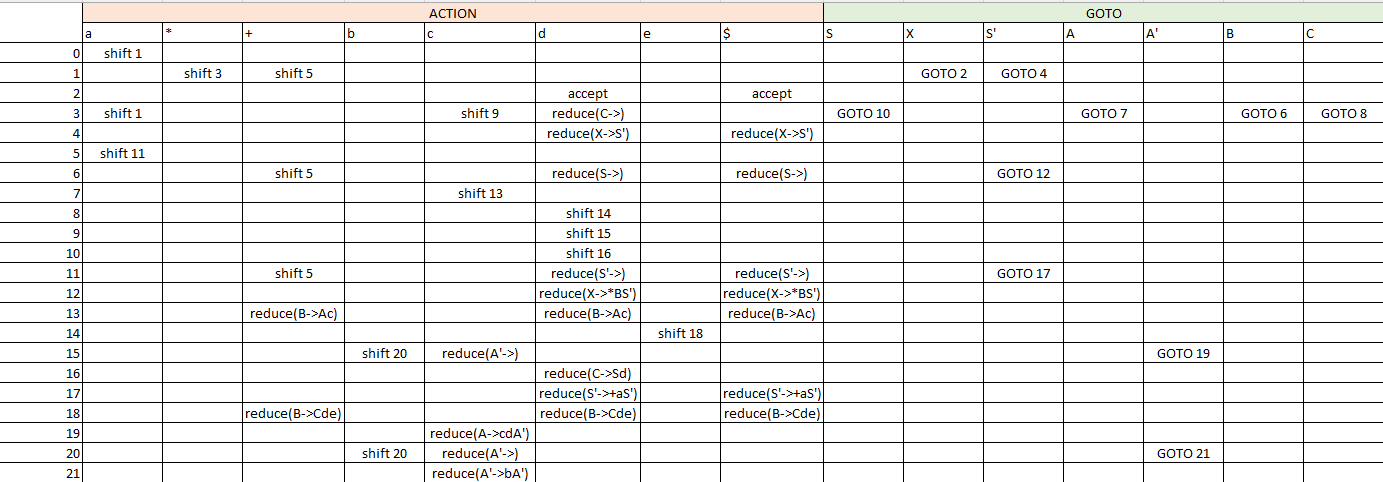 ACTION GOTO
a * + b c d e $ S X S' A A' B C
0 shift 1
1 shift 3 shift 5 GOTO 2 GOTO 4
2 accept accept
3 shift 1 shift 9 reduce(C->) GOTO 10 GOTO 7 GOTO 6 GOTO 8
4 reduce(X->S') reduce(X->S')
5 shift 11
6 shift 5 reduce(S->) reduce(S->) GOTO 12
7 shift 13
8 shift 14
9 shift 15
10 shift 16
11 shift 5 reduce(S'->) reduce(S'->) GOTO 17
12 reduce(X->*BS') reduce(X->*BS')
13 reduce(B->Ac) reduce(B->Ac) reduce(B->Ac)
14 shift 18
15 shift 20 reduce(A'->) GOTO 19
16 reduce(C->Sd)
17 reduce(S'->+aS') reduce(S'->+aS')
18 reduce(B->Cde) reduce(B->Cde) reduce(B->Cde)
19 reduce(A->cdA')
20 shift 20 reduce(A'->) GOTO 21
21 reduce(A'->bA')